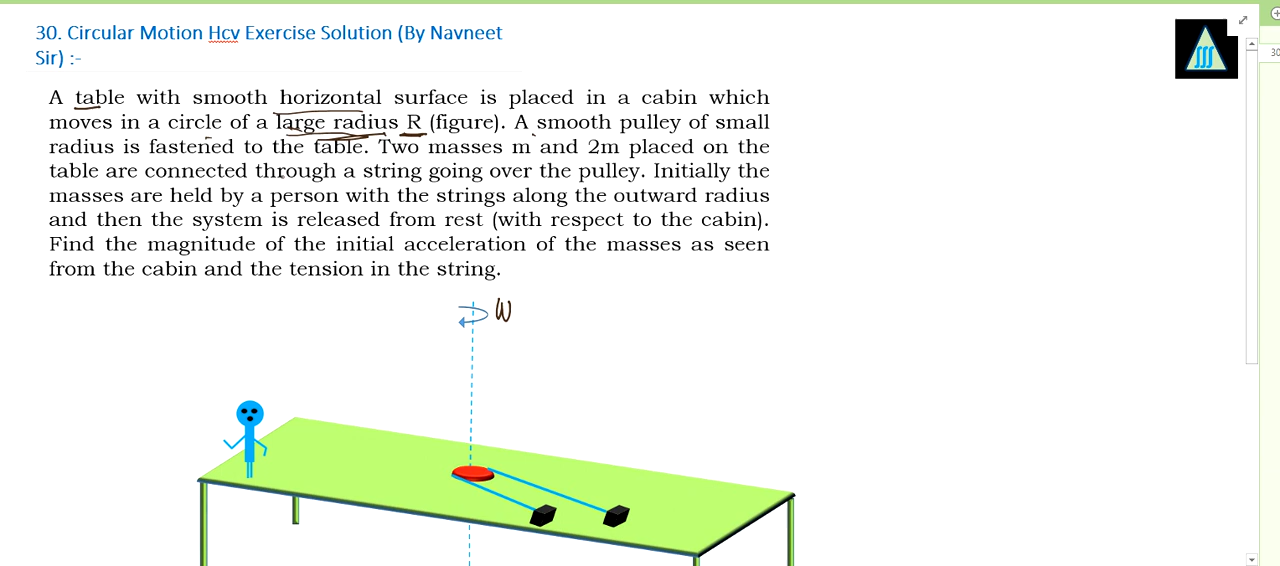 30. Circular Motion Hcv Exercise Solution (By Navneet
Sir) :-
A table with smooth horizontal surface is placed in a cabin which
moves in a circle of a large radius R (figure). A smooth pulley of small
radius is fastened to the table. Two masses m and 2m placed on the
table are connected through a string going over the pulley. Initially the
masses are held by a person with the strings along the outward radius
and then the system is released from rest (with respect to the cabin).
Find the magnitude of the initial acceleration of the masses as seen
from the cabin and the tension in the string.
ω
30